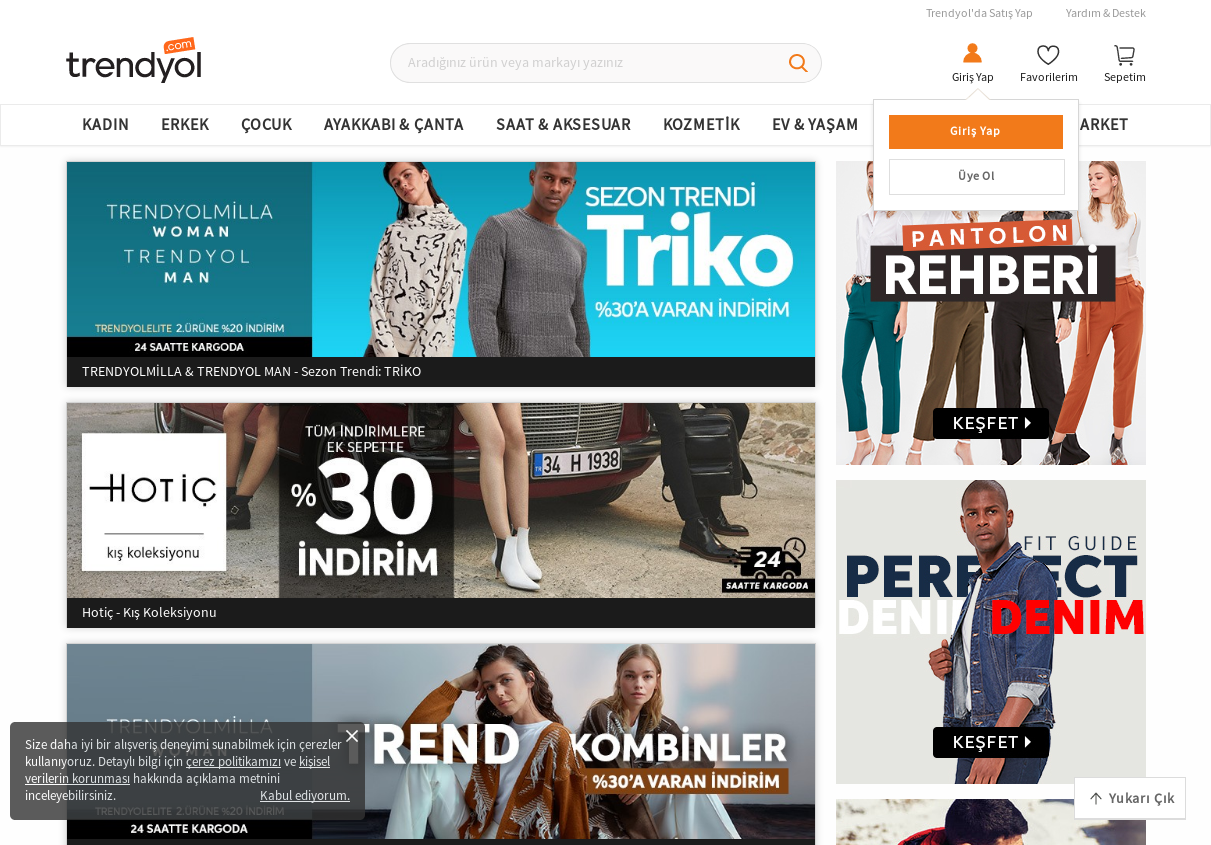 Trendyol'da Satış Yap
Yardım & Destek
trendyol
.com
Aradığınız ürün veya markayı yazınız
Giriş Yap
Favorilerim
Sepetim
KADIN
ERKEK
ÇOCUK
AYAKKABI & ÇANTA
SAAT & AKSESUAR
KOZMETİK
EV & YAŞAM
ARKET
Giriş Yap
Üye Ol
TRENDYOLMİLLA
WOMAN
TRENDYOL
MAN
TRENDYOLELITE 2.ÜRÜNE %20 İNDİRİM
24 SAATTE KARGODA
SEZON TRENDİ
Triko
%30'A VARAN İNDİRİM
TRENDYOLMİLLA & TRENDYOL MAN - Sezon Trendi: TRİKO
HOTİÇ
kış koleksiyonu
TÜM İNDİRİMLERE
EK SEPETTE
%30
İNDİRİM
TR 34 H 1938
24
SAATTE KARGODA
Hotiç - Kış Koleksiyonu
TRENDYOLMİLLA
WOMAN
TRENDYOLELITE 2.ÜRÜNE %20 İNDİRİM
24 SAATTE KARGODA
TREND
KOMBİNLER
%30'A VARAN İNDİRİM
Size daha iyi bir alışveriş deneyimi sunabilmek için çerezler
kullanıyoruz. Detaylı bilgi için çerez politikamızı ve kişisel
verilerin korunması hakkında açıklama metnini
inceleyebilirsiniz.
Kabul ediyorum.
PANTOLON
REHBERİ
KEŞFET
FIT GUIDE
PERFECT
DENIM DENIM
KEŞFET
Yukarı Çık